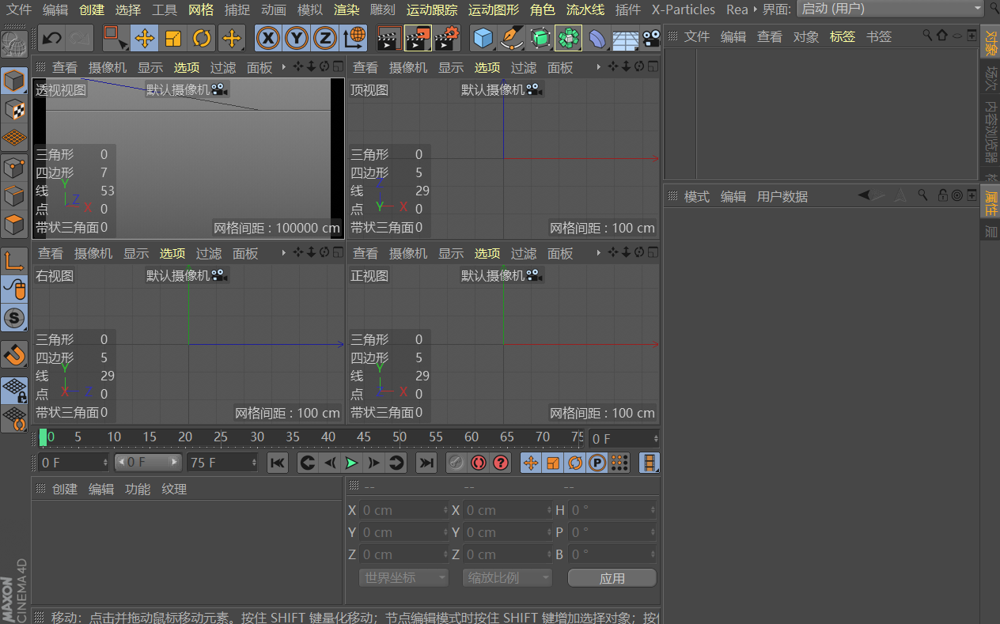 文件 编辑 创建 选择 工具 网格 捕捉 动画 模拟 渲染 雕刻 运动跟踪 运动图形 角色 流水线 插件 X-Particles Rea 界面: 启动 (用户)
X Y Z
文件 编辑 查看 对象 标签 书签
对象
场次
内容浏览器
查看 摄像机 显示 选项 过滤 面板
透视视图 默认摄像机
三角形 0
四边形 7
线 53
点 0
带状三角面 0
Y Z X
网格间距 : 100000 cm
查看 摄像机 显示 选项 过滤 面板
顶视图 默认摄像机
三角形 0
四边形 5
线 29
点 0
带状三角面 0
Z Y X
网格间距 : 100 cm
查看 摄像机 显示 选项 过滤 面板
右视图 默认摄像机
三角形 0
四边形 5
线 29
点 0
带状三角面 0
Y X Z
网格间距 : 100 cm
查看 摄像机 显示 选项 过滤 面板
正视图 默认摄像机
三角形 0
四边形 5
线 29
点 0
带状三角面 0
Y Z X
网格间距 : 100 cm
S
模式 编辑 用户数据
属性
层
0 5 10 15 20 25 30 35 40 45 50 55 60 65 70 75 0 F
0 F 0 F 75 F ? P
创建 编辑 功能 纹理
-- -- --
X 0 cm X 0 cm H 0 °
Y 0 cm Y 0 cm P 0 °
Z 0 cm Z 0 cm B 0 °
世界坐标 缩放比例 应用
MAXON
CINEMA 4D
移动：点击并拖动鼠标移动元素。按住 SHIFT 键量化移动；节点编辑模式时按住 SHIFT 键增加选择对象；按住